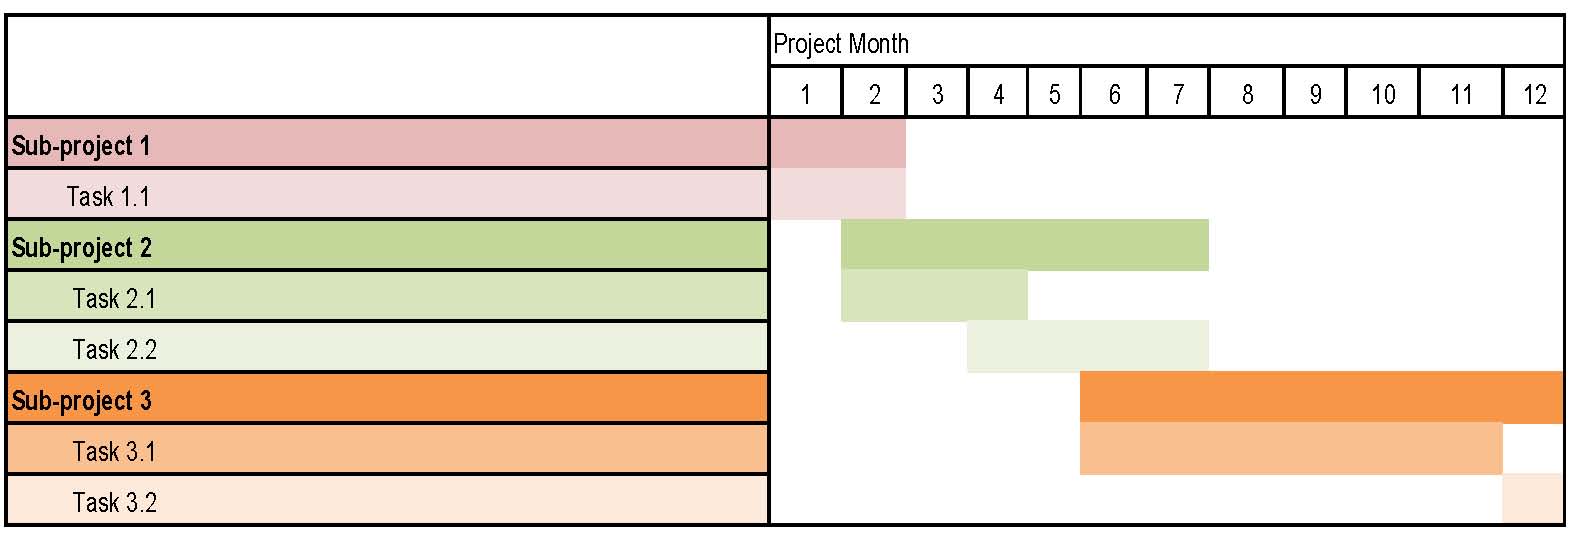 Project Month
1 2 3 4 5 6 7 8 9 10 11 12
Sub-project 1
Task 1.1
Sub-project 2
Task 2.1
Task 2.2
Sub-project 3
Task 3.1
Task 3.2